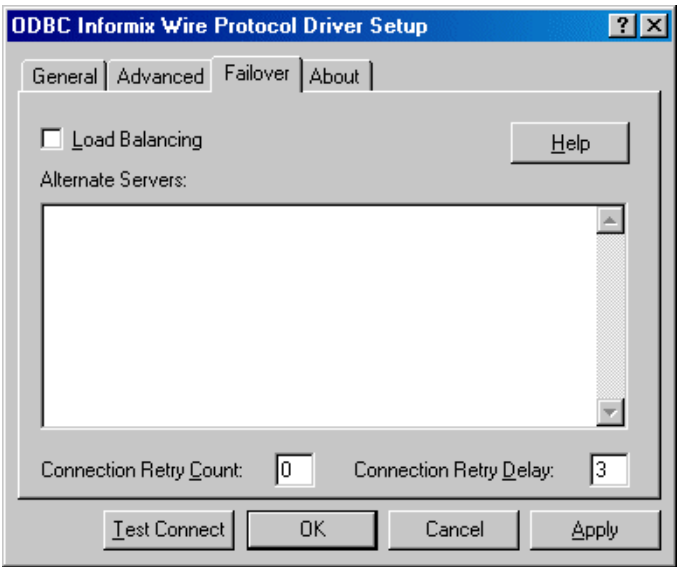 ODBC Informix Wire Protocol Driver Setup ? ×
General Advanced Failover About
Load Balancing Help
Alternate Servers:
Connection Retry Count: 0 Connection Retry Delay: 3
Test Connect OK Cancel Apply